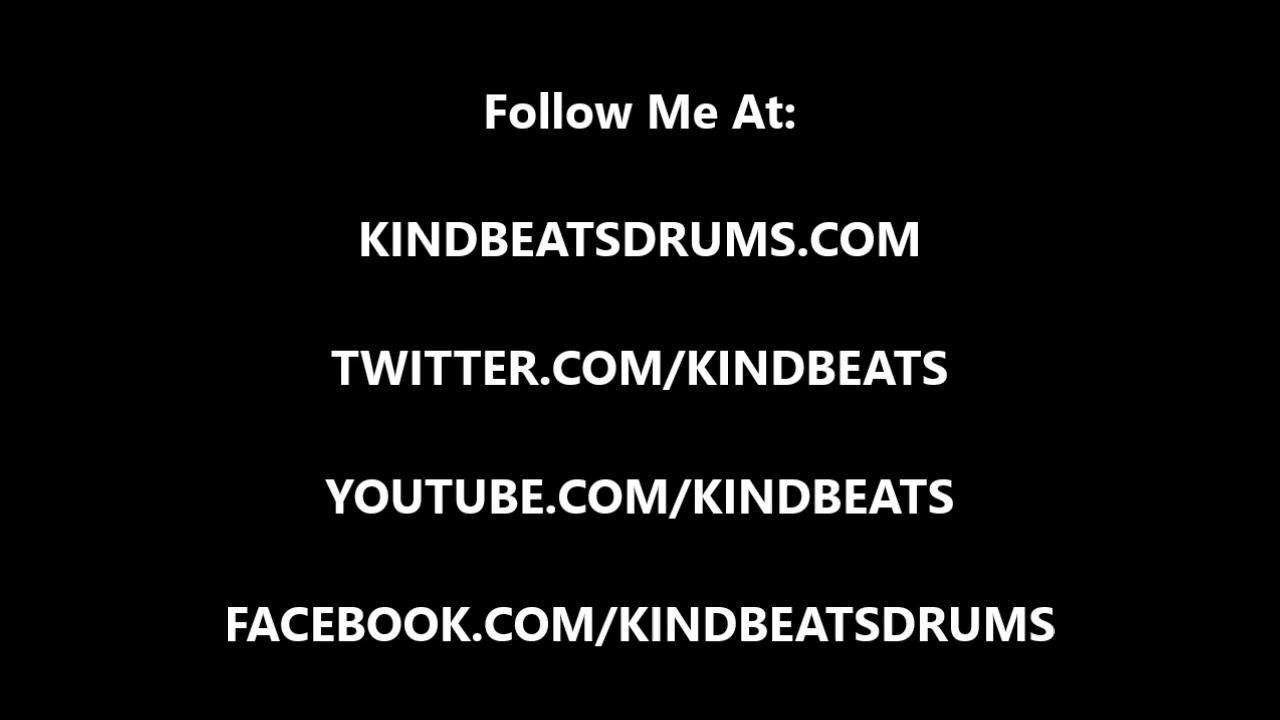 Follow Me At:
KINDBEATSDRUMS.COM
TWITTER.COM/KINDBEATS
YOUTUBE.COM/KINDBEATS
FACEBOOK.COM/KINDBEATSDRUMS